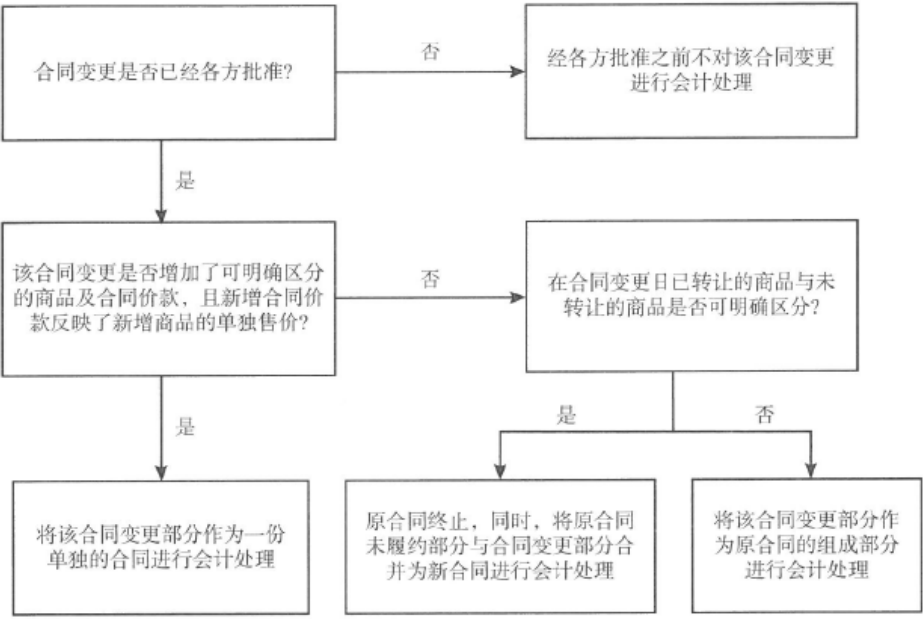 合同变更是否已经各方批准?
否
经各方批准之前不对该合同变更
进行会计处理
是
该合同变更是否增加了可明确区分
的商品及合同价款，且新增合同价
款反映了新增商品的单独售价?
否
在合同变更日已转让的商品与未
转让的商品是否可明确区分?
是
是
否
将该合同变更部分作为一份
单独的合同进行会计处理
原合同终止，同时，将原合同
未履约部分与合同变更部分合
并为新合同进行会计处理
将该合同变更部分作
为原合同的组成部分
进行会计处理